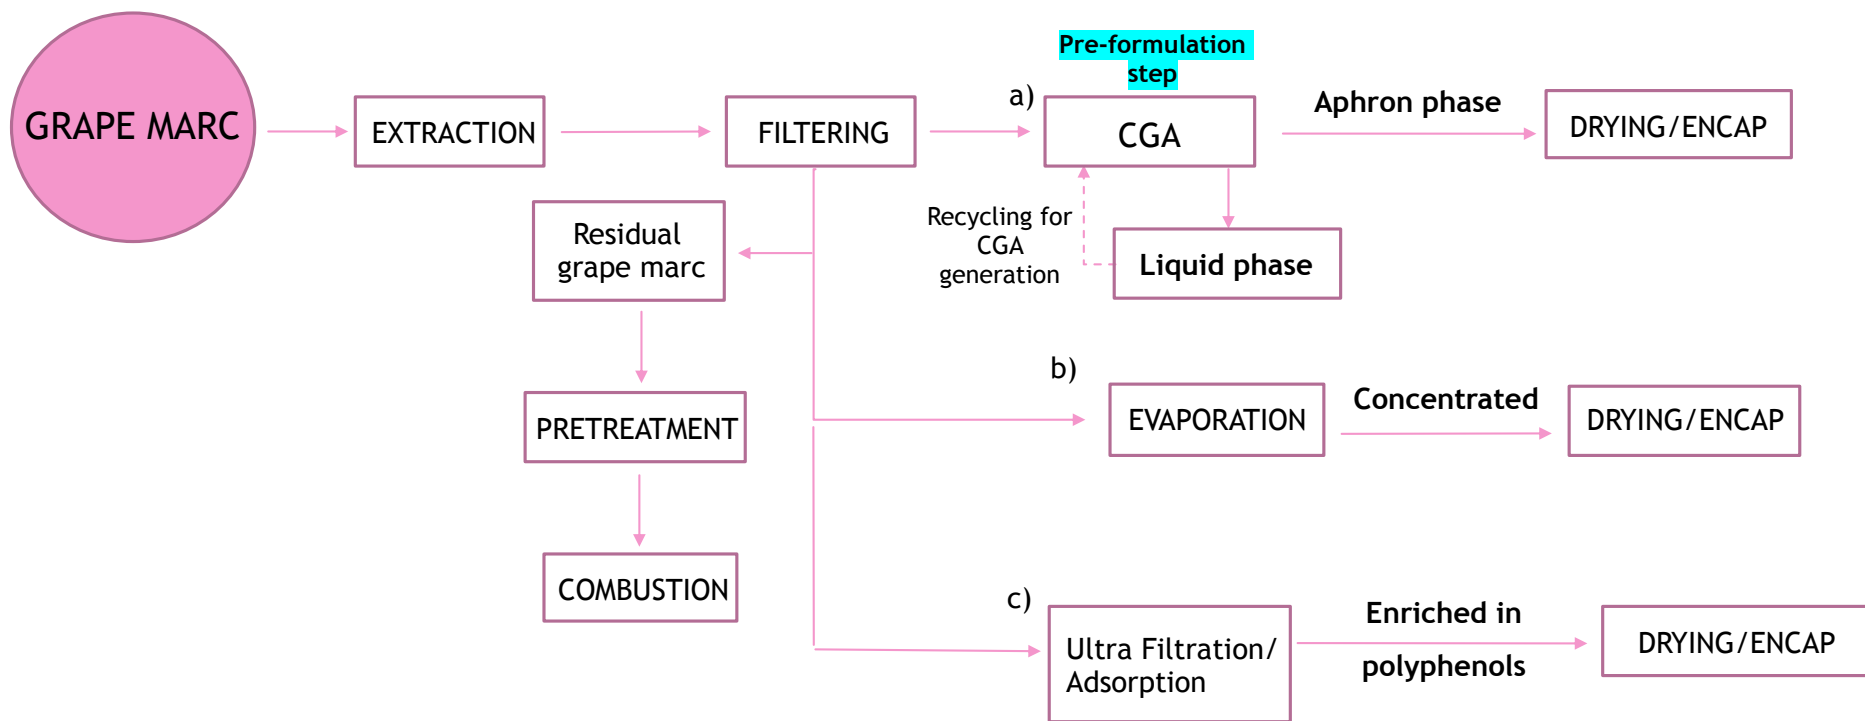 Pre-formulation
step
GRAPE MARC
EXTRACTION
FILTERING
a)
CGA
Aphron phase
DRYING/ENCAP
Residual
grape marc
Recycling for
CGA
generation
Liquid phase
PRETREATMENT
COMBUSTION
b)
EVAPORATION
Concentrated
DRYING/ENCAP
c)
Ultra Filtration/
Adsorption
Enriched in
polyphenols
DRYING/ENCAP